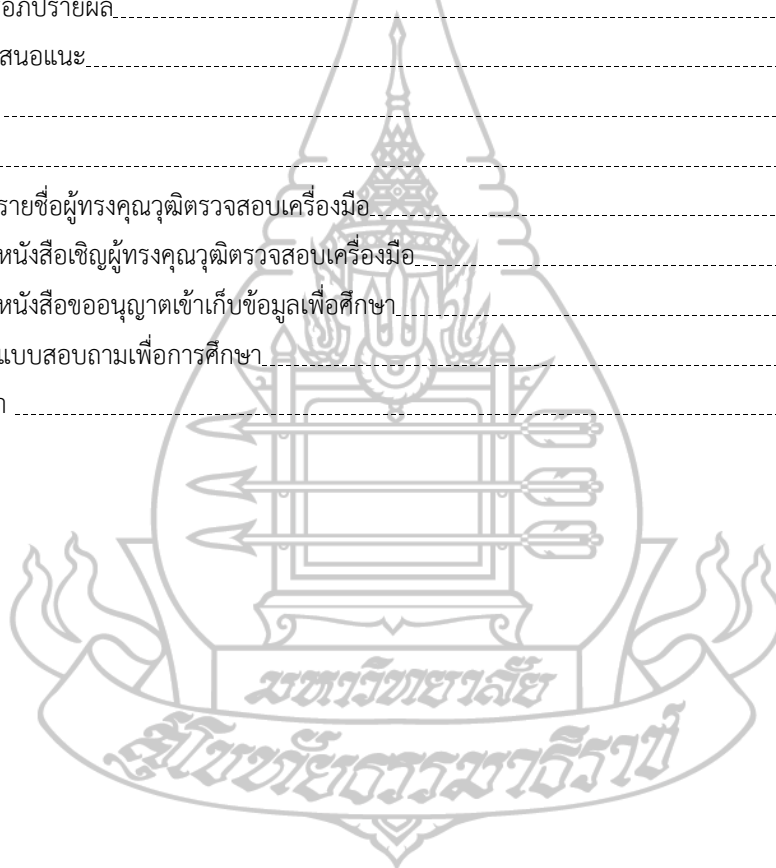 อภิปรายผล
สนอแนะ
รายชื่อผู้ทรงคุณวุฒิตรวจสอบเครื่องมือ
หนังสือเชิญผู้ทรงคุณวุฒิตรวจสอบเครื่องมือ
หนังสือขออนุญาตเข้าเก็บข้อมูลเพื่อศึกษา
แบบสอบถามเพื่อการศึกษา
มหาวิทยาลัย
สุโขทัยธรรมาธิราช